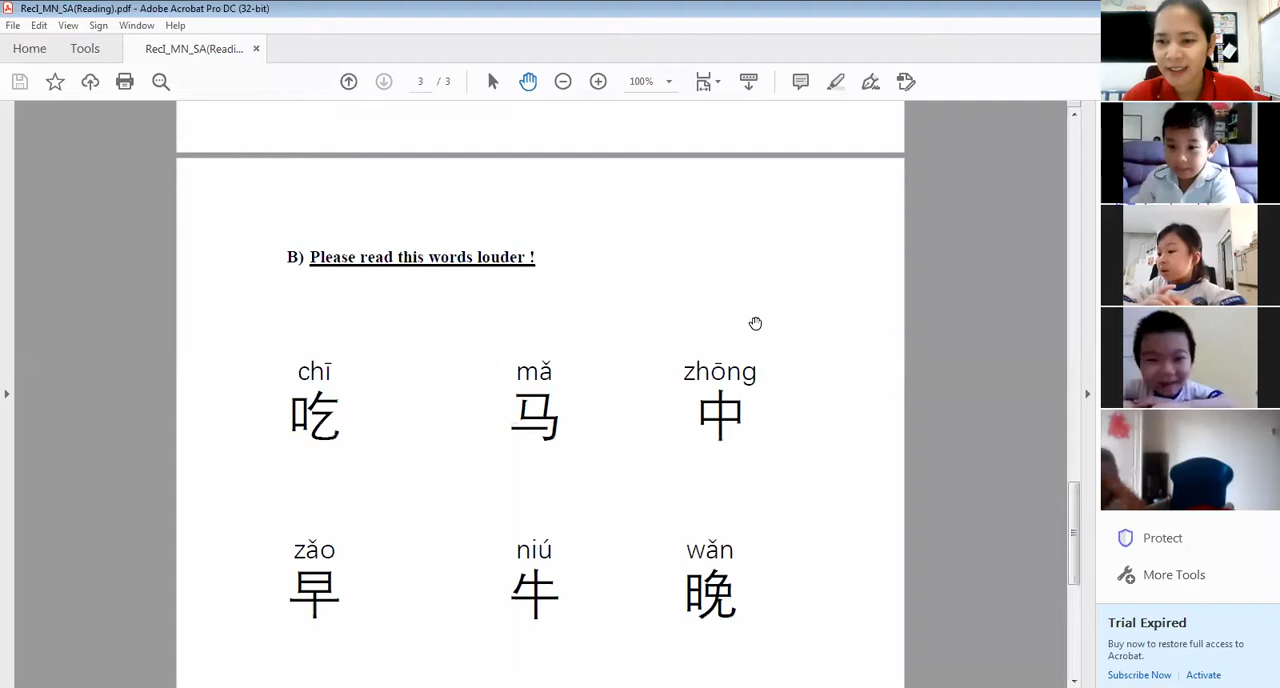 RecI_MN_SA(Reading).pdf - Adobe Acrobat Pro DC (32-bit)
File Edit View Sign Window Help
Home Tools RecI_MN_SA(Readi... ×
3 / 3 100%
B) Please read this words louder !
chī mǎ zhōng
吃 马 中
zǎo niú wǎn
早 牛 晚
Protect
More Tools
Trial Expired
Buy now to restore full access to
Acrobat.
Subscribe Now | Activate